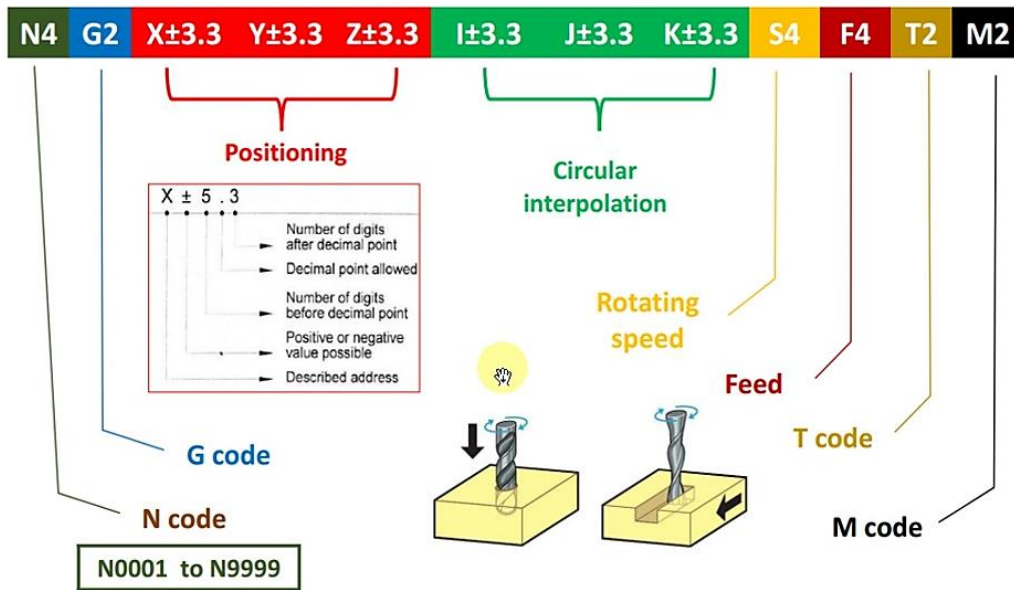 N4 G2 X±3.3 Y±3.3 Z±3.3 I±3.3 J±3.3 K±3.3 S4 F4 T2 M2
Positioning
Circular
interpolation
X ± 5 . 3
Number of digits
after decimal point
Decimal point allowed
Number of digits
before decimal point
Positive or negative
value possible
Described address
Rotating
speed
Feed
T code
G code
N code
M code
N0001 to N9999